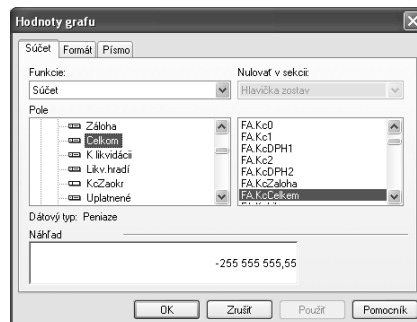 Hodnoty grafu
Súčet Formát Písmo
Funkcie: Nulovať v sekcii:
Súčet Hlavička zostav
Pole
Záloha
Celkom
K likvidácii
Likv.hradí
KcZaokr
Uplatnené
FA.Kc0
FA.Kc1
FA.KcDPH1
FA.Kc2
FA.KcDPH2
FA.KcZaloha
FA.KcCelkem
Dátový typ: Peniaze
Náhľad
-255 555 555,55
OK Zrušiť Použiť Pomocník